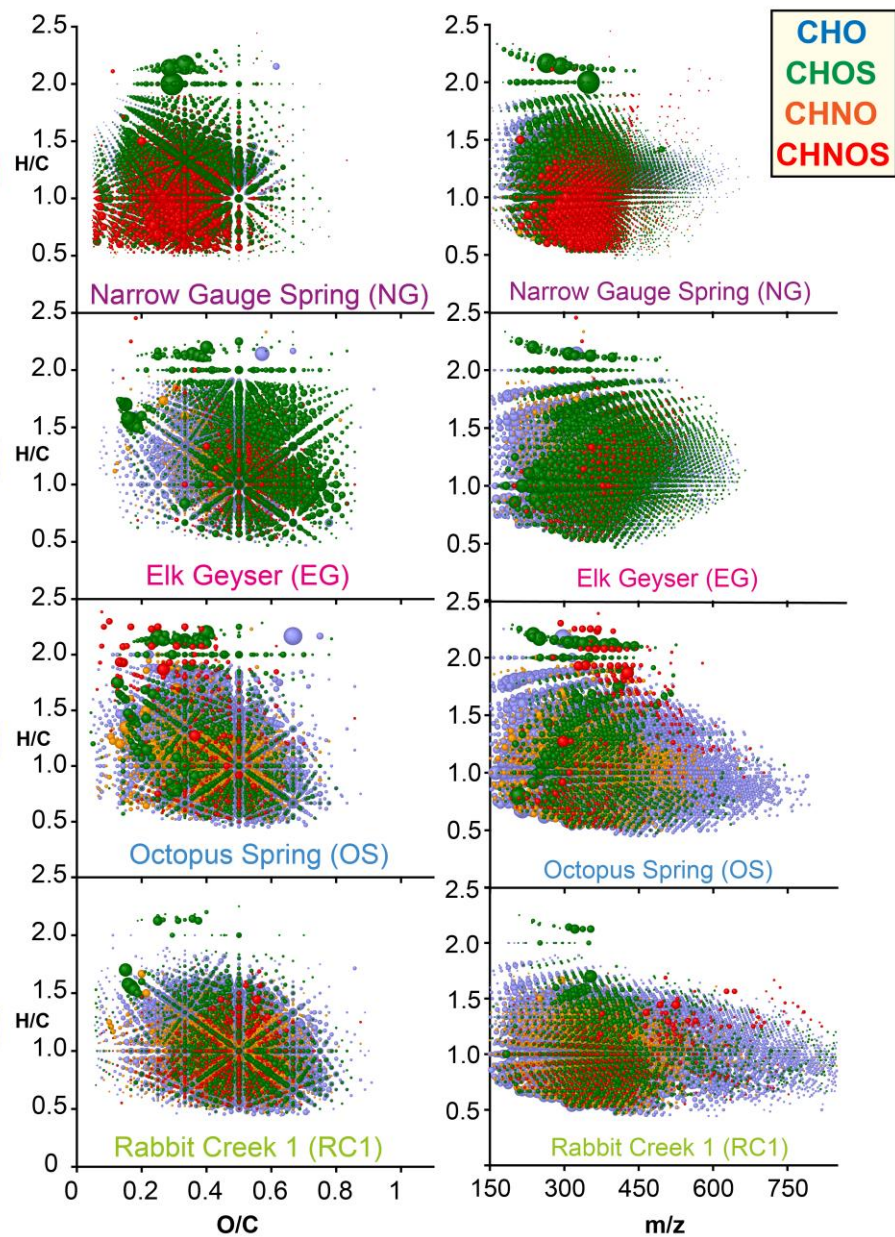 2.5
2.0
1.5
H/C
1.0
0.5
Narrow Gauge Spring (NG)
2.5
2.0
1.5
1.0
0.5
Narrow Gauge Spring (NG)
CHO
CHOS
CHNO
CHNOS
2.5
2.0
1.5
H/C
1.0
0.5
Elk Geyser (EG)
2.5
2.0
1.5
1.0
0.5
Elk Geyser (EG)
2.5
2.0
1.5
H/C
1.0
0.5
Octopus Spring (OS)
2.5
2.0
1.5
1.0
0.5
Octopus Spring (OS)
2.5
2.0
1.5
H/C
1.0
0.5
0
Rabbit Creek 1 (RC1)
0 0.2 0.4 0.6 0.8 1
O/C
2.5
2.0
1.5
1.0
0.5
Rabbit Creek 1 (RC1)
150 300 450 600 750
m/z